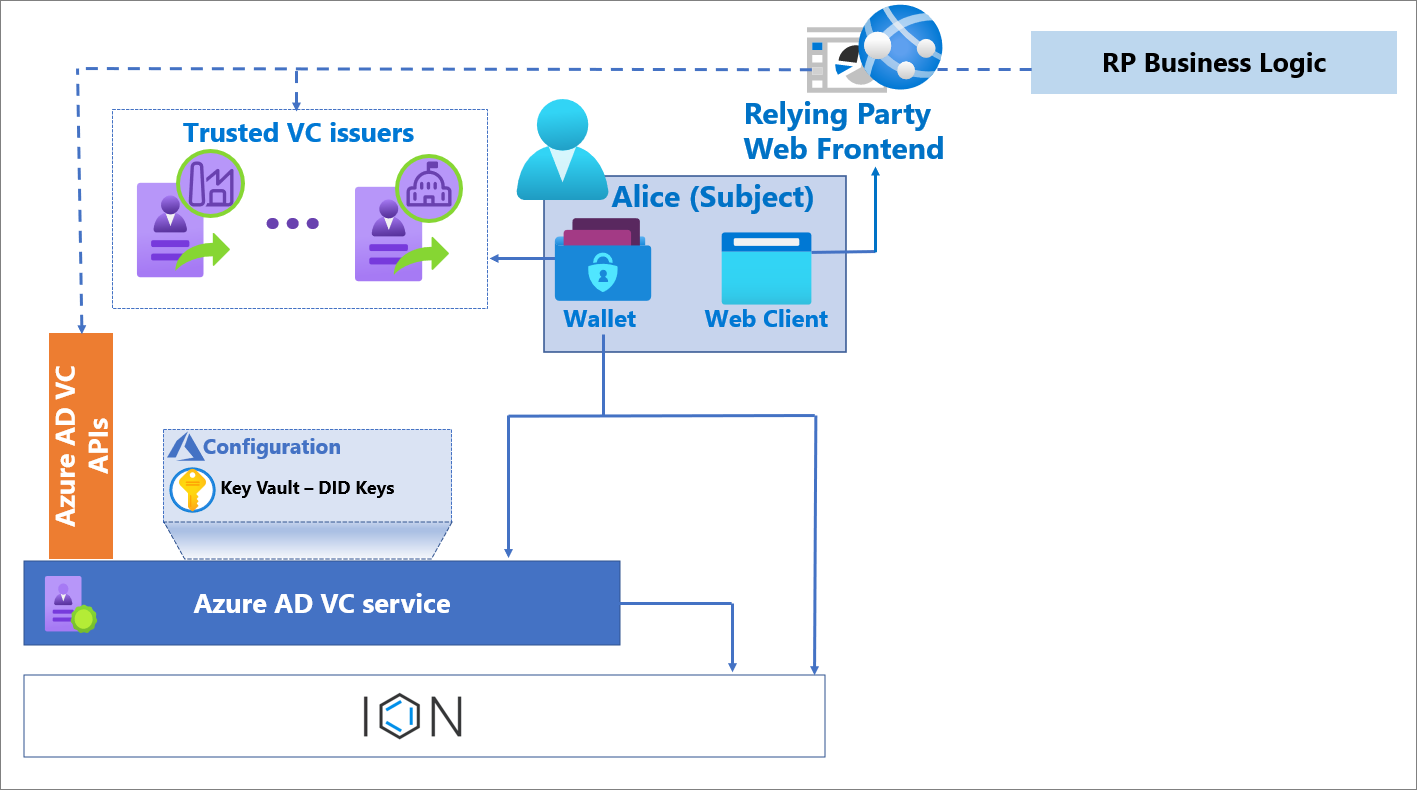 RP Business Logic
Relying Party
Web Frontend
Trusted VC issuers
Alice (Subject)
Wallet
Web Client
Azure AD VC
APIs
Configuration
Key Vault – DID Keys
Azure AD VC service
ION